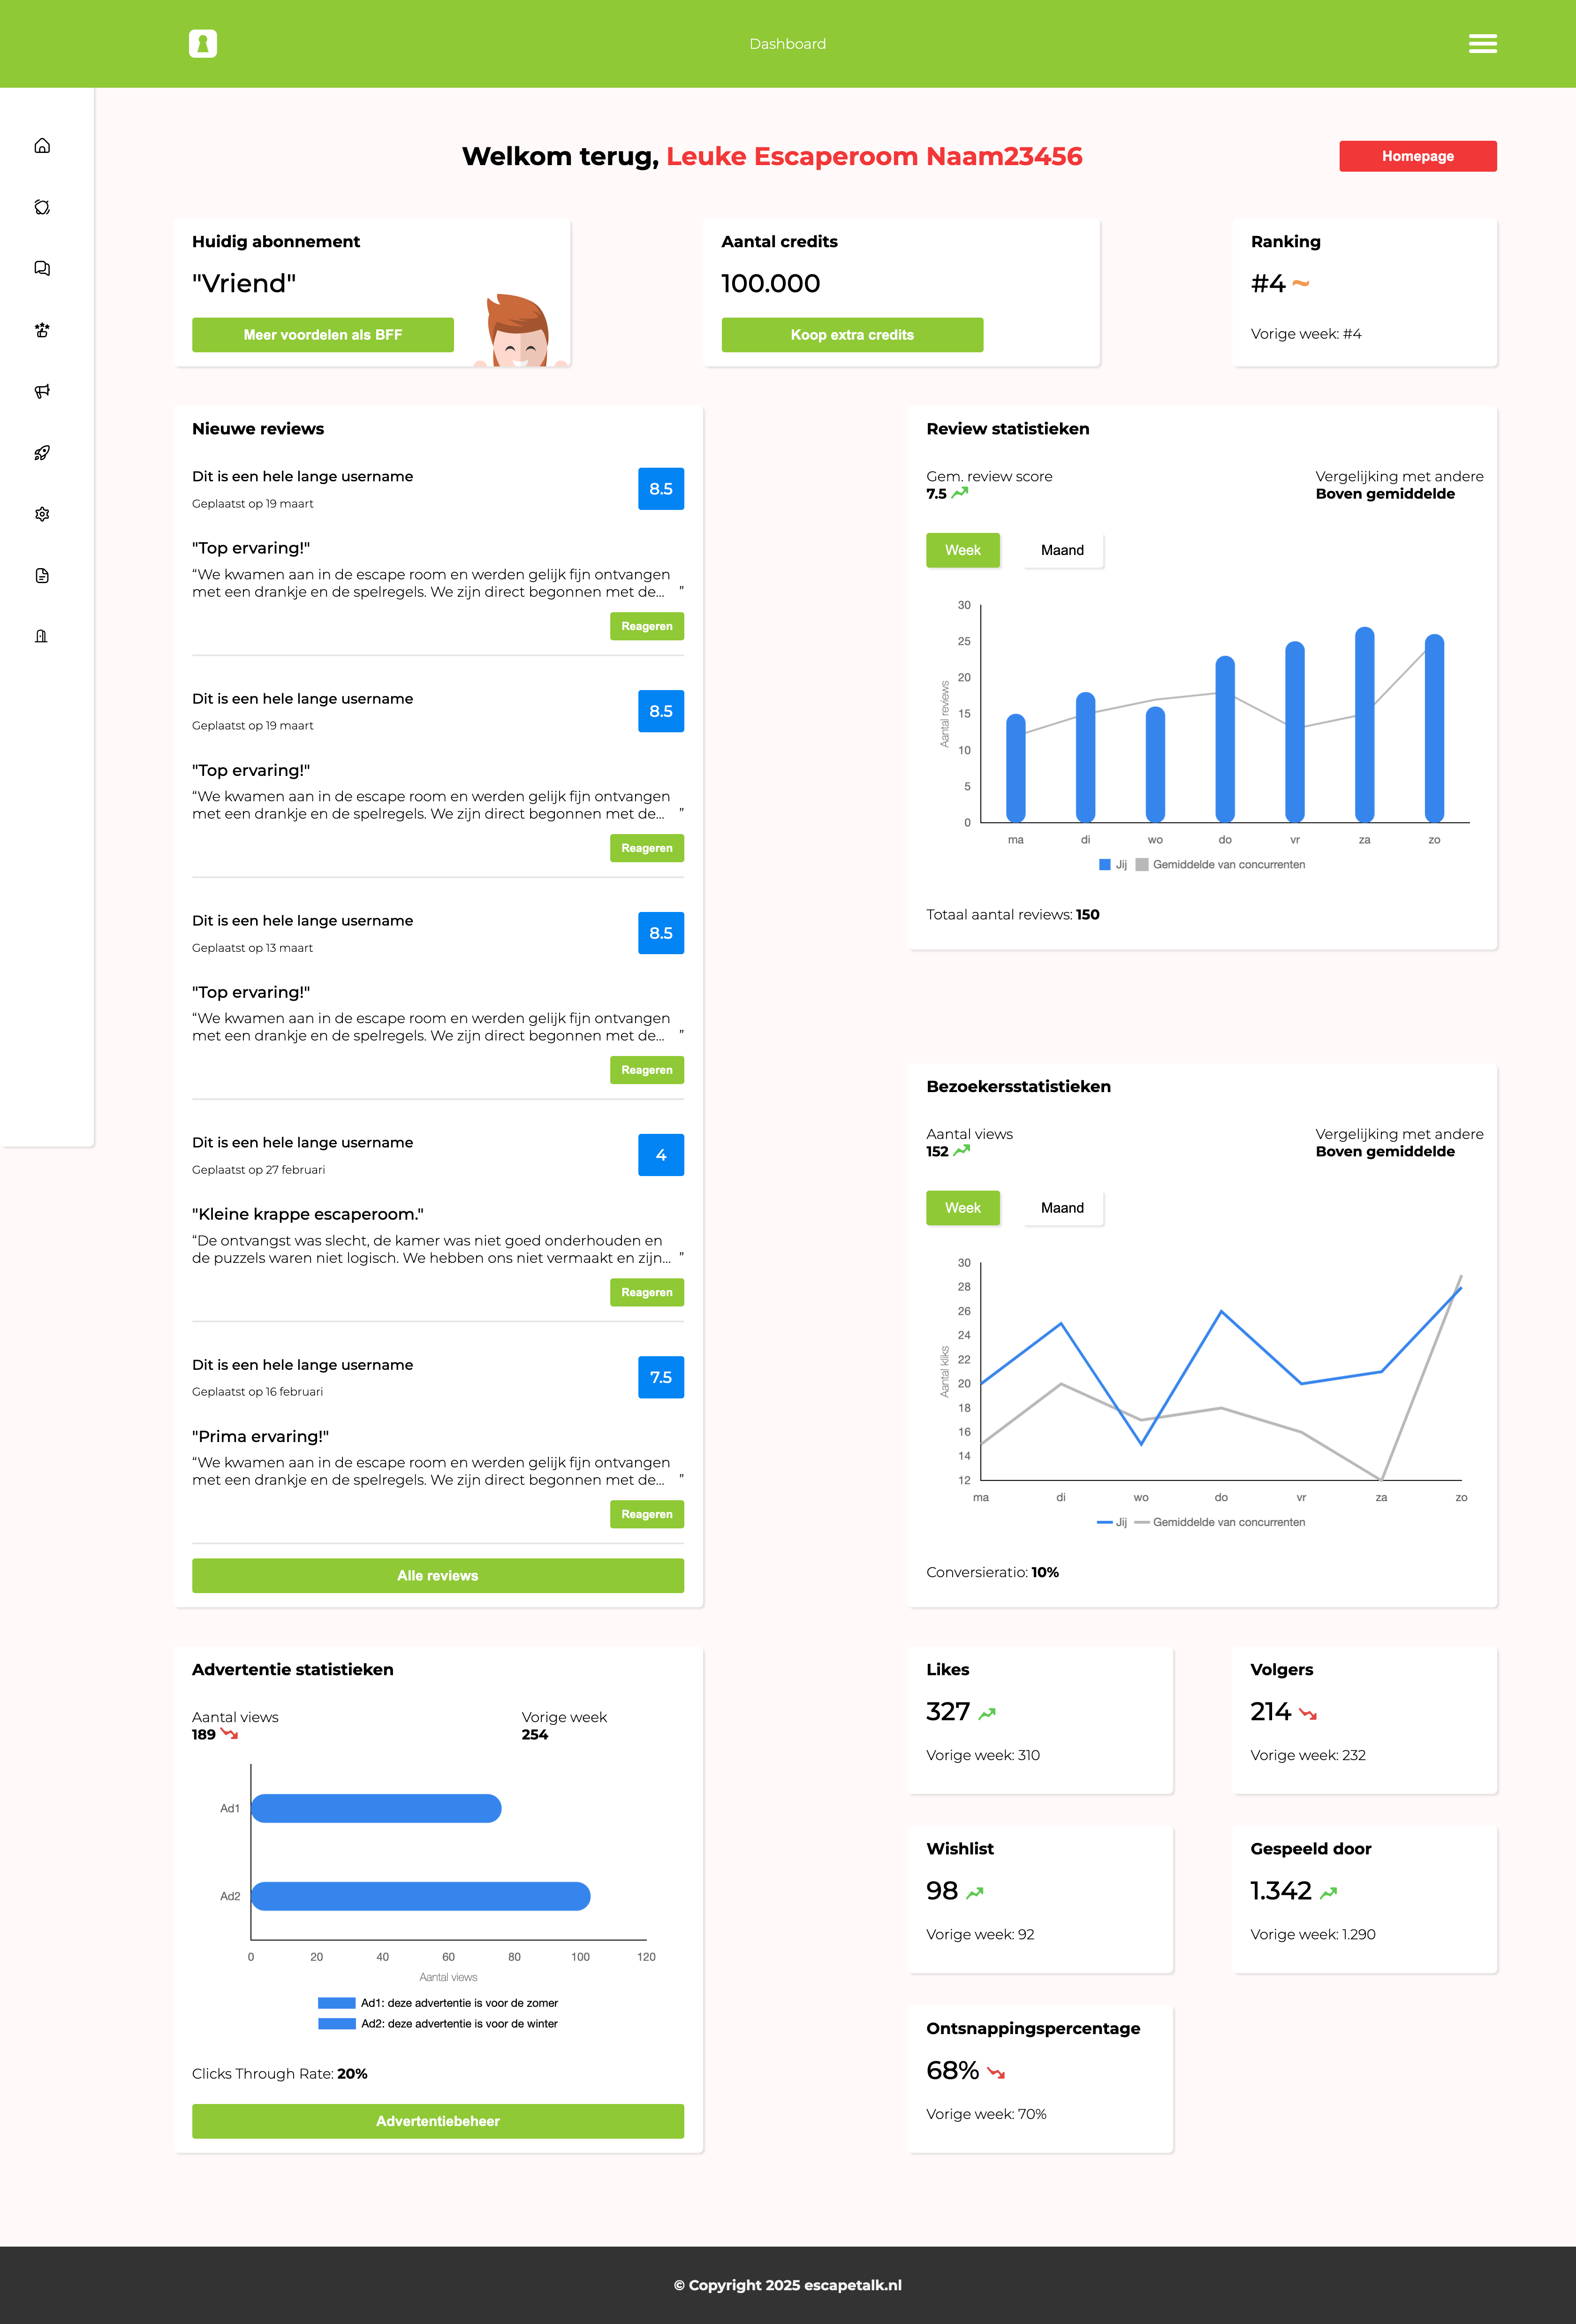 Dashboard
Welkom terug, Leuke Escaperoom Naam23456
Homepage
Huidig abonnement
"Vriend"
Meer voordelen als BFF
Aantal credits
100.000
Koop extra credits
Ranking
#4 ~
Vorige week: #4
Nieuwe reviews
Dit is een hele lange username
Geplaatst op 19 maart
8.5
"Top ervaring!"
“We kwamen aan in de escape room en werden gelijk fijn ontvangen
met een drankje en de spelregels. We zijn direct begonnen met de... ”
Reageren
Dit is een hele lange username
Geplaatst op 19 maart
8.5
"Top ervaring!"
“We kwamen aan in de escape room en werden gelijk fijn ontvangen
met een drankje en de spelregels. We zijn direct begonnen met de... ”
Reageren
Dit is een hele lange username
Geplaatst op 13 maart
8.5
"Top ervaring!"
“We kwamen aan in de escape room en werden gelijk fijn ontvangen
met een drankje en de spelregels. We zijn direct begonnen met de... ”
Reageren
Dit is een hele lange username
Geplaatst op 27 februari
4
"Kleine krappe escaperoom."
“De ontvangst was slecht, de kamer was niet goed onderhouden en
de puzzels waren niet logisch. We hebben ons niet vermaakt en zijn... ”
Reageren
Dit is een hele lange username
Geplaatst op 16 februari
7.5
"Prima ervaring!"
“We kwamen aan in de escape room en werden gelijk fijn ontvangen
met een drankje en de spelregels. We zijn direct begonnen met de... ”
Reageren
Alle reviews
Review statistieken
Gem. review score
7.5
Vergelijking met andere
Boven gemiddelde
Week
Maand
30
25
20
15
10
5
0
Aantal reviews
ma di wo do vr za zo
Jij Gemiddelde van concurrenten
Totaal aantal reviews: 150
Bezoekersstatistieken
Aantal views
152
Vergelijking met andere
Boven gemiddelde
Week
Maand
30
28
26
24
22
20
18
16
14
12
Aantal kliks
ma di wo do vr za zo
Jij Gemiddelde van concurrenten
Conversieratio: 10%
Advertentie statistieken
Aantal views
189
Vorige week
254
Ad1
Ad2
0 20 40 60 80 100 120
Aantal views
Ad1: deze advertentie is voor de zomer
Ad2: deze advertentie is voor de winter
Clicks Through Rate: 20%
Advertentiebeheer
Likes
327
Vorige week: 310
Volgers
214
Vorige week: 232
Wishlist
98
Vorige week: 92
Gespeeld door
1.342
Vorige week: 1.290
Ontsnappingspercentage
68%
Vorige week: 70%
© Copyright 2025 escapetalk.nl